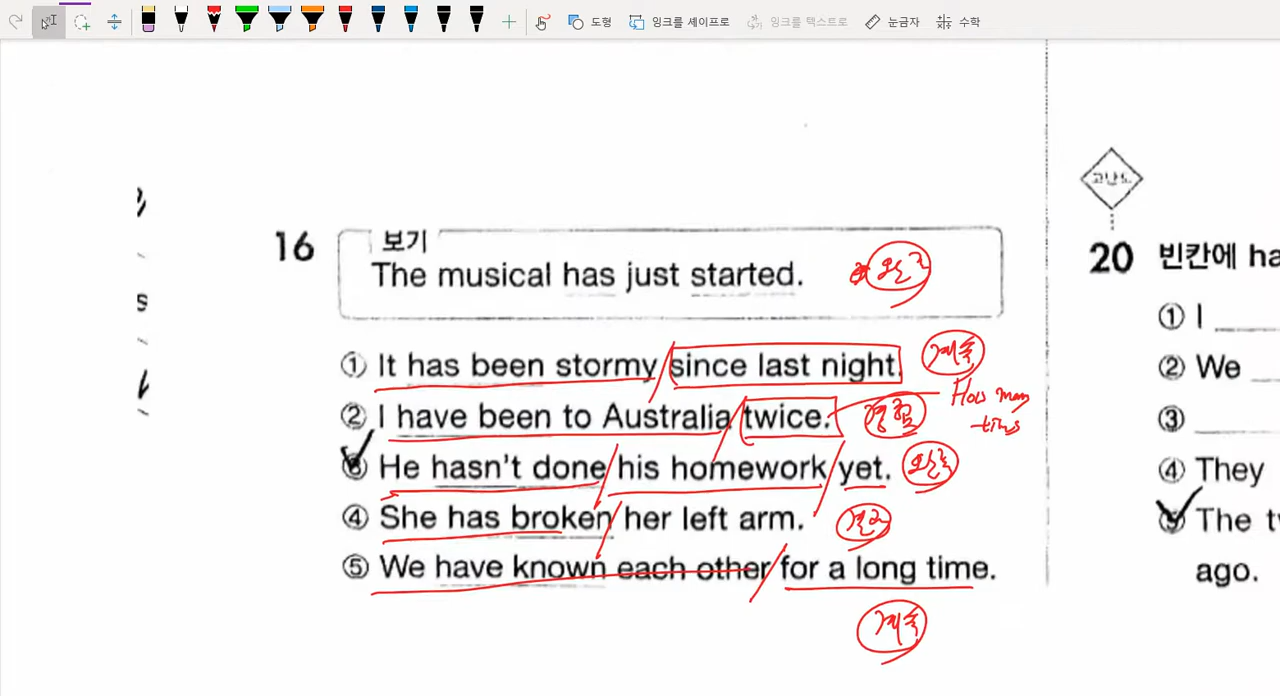 도형 잉크를 셰이프로 잉크를 텍스트로 눈금자 수학
16
보기
The musical has just started. 완료
① It has been stormy since last night. 계속
② I have been to Australia twice. 경험 How many times
③ He hasn't done his homework yet. 완료
④ She has broken her left arm. 결과
⑤ We have known each other for a long time.
계속
고난도
20 빈칸에 ha
① I
② We
③
④ They
⑤ The tw
ago.